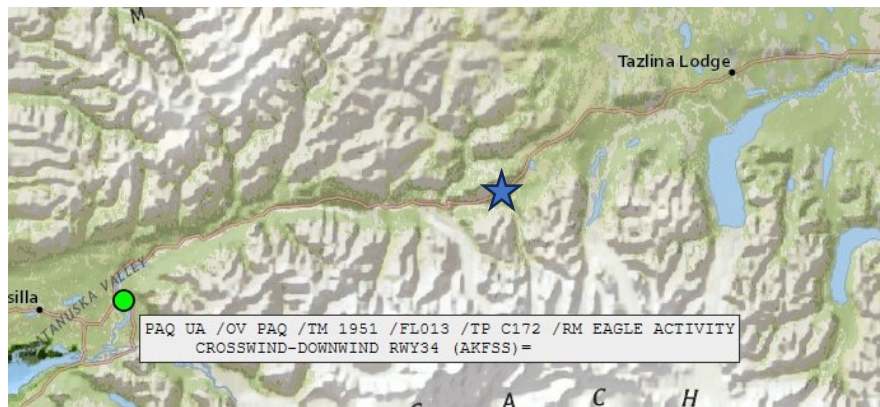 M
Tazlina Lodge
silla
TANUSKA VALLEY
PAQ UA /OV PAQ /TM 1951 /FL013 /TP C172 /RM EAGLE ACTIVITY
CROSSWIND-DOWNWIND RWY34 (AKFSS)=
A C H